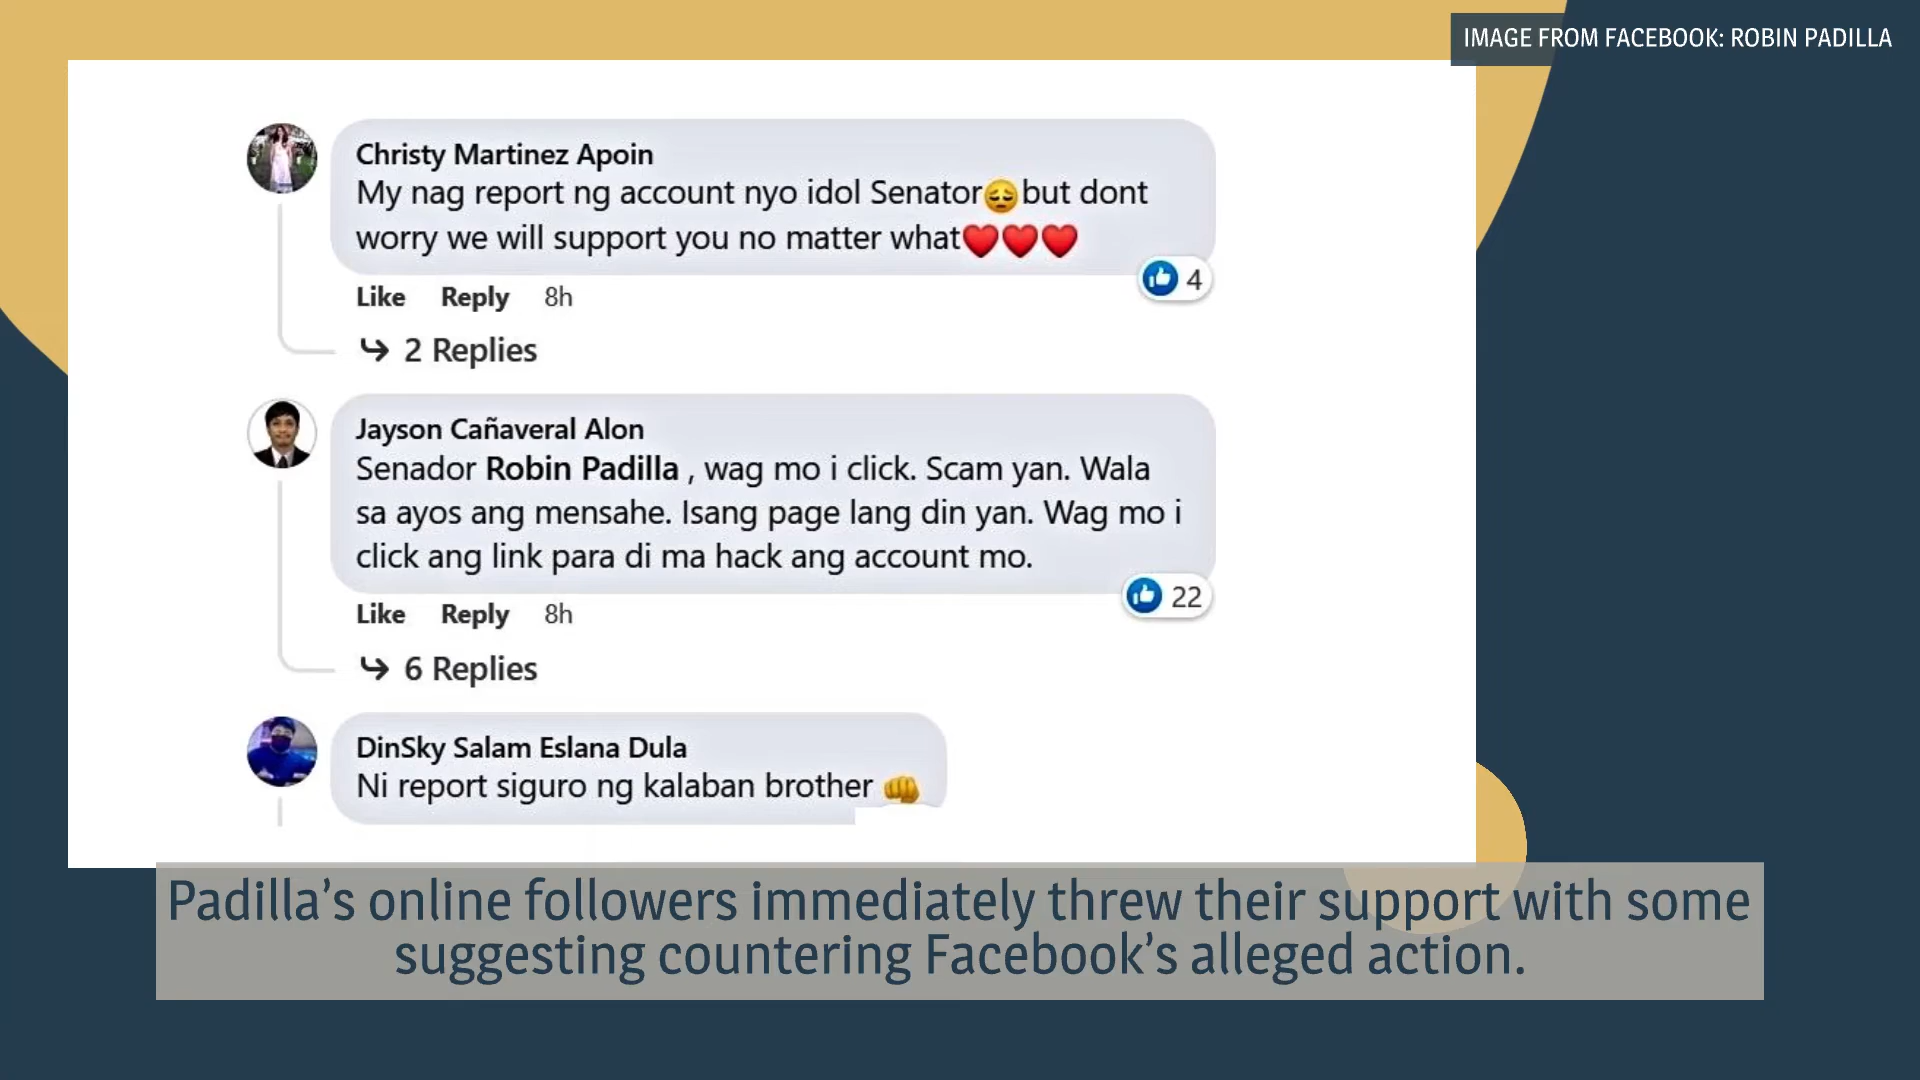 IMAGE FROM FACEBOOK: ROBIN PADILLA
Christy Martinez Apoin
My nag report ng account nyo idol Senator😔but dont
worry we will support you no matter what❤️❤️❤️
4
Like Reply 8h
2 Replies
Jayson Cañaveral Alon
Senador Robin Padilla , wag mo i click. Scam yan. Wala
sa ayos ang mensahe. Isang page lang din yan. Wag mo i
click ang link para di ma hack ang account mo.
22
Like Reply 8h
6 Replies
DinSky Salam Eslana Dula
Ni report siguro ng kalaban brother 👊
Padilla’s online followers immediately threw their support with some
suggesting countering Facebook’s alleged action.